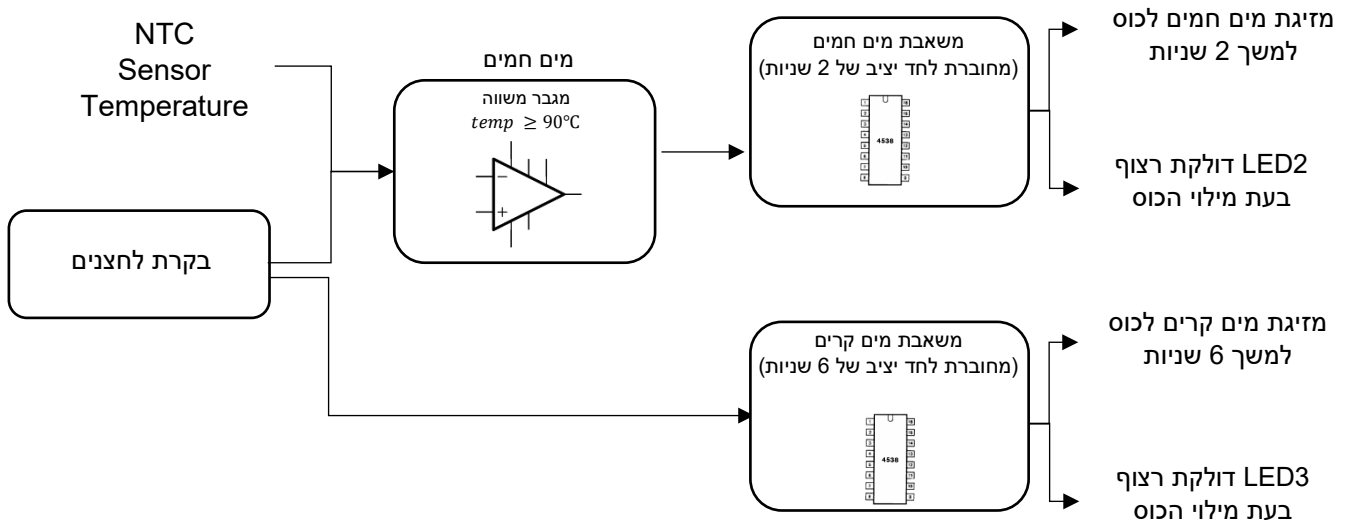 NTC
Sensor
Temperature
בקרת לחצנים
מים חמים
מגבר משווה
temp ≥ 90℃
−
+
משאבת מים חמים
(מחוברת לחד יציב של 2 שניות)
4538
מזיגת מים חמים לכוס
למשך 2 שניות
LED2 דולקת רצוף
בעת מילוי הכוס
משאבת מים קרים
(מחוברת לחד יציב של 6 שניות)
4538
מזיגת מים קרים לכוס
למשך 6 שניות
LED3 דולקת רצוף
בעת מילוי הכוס